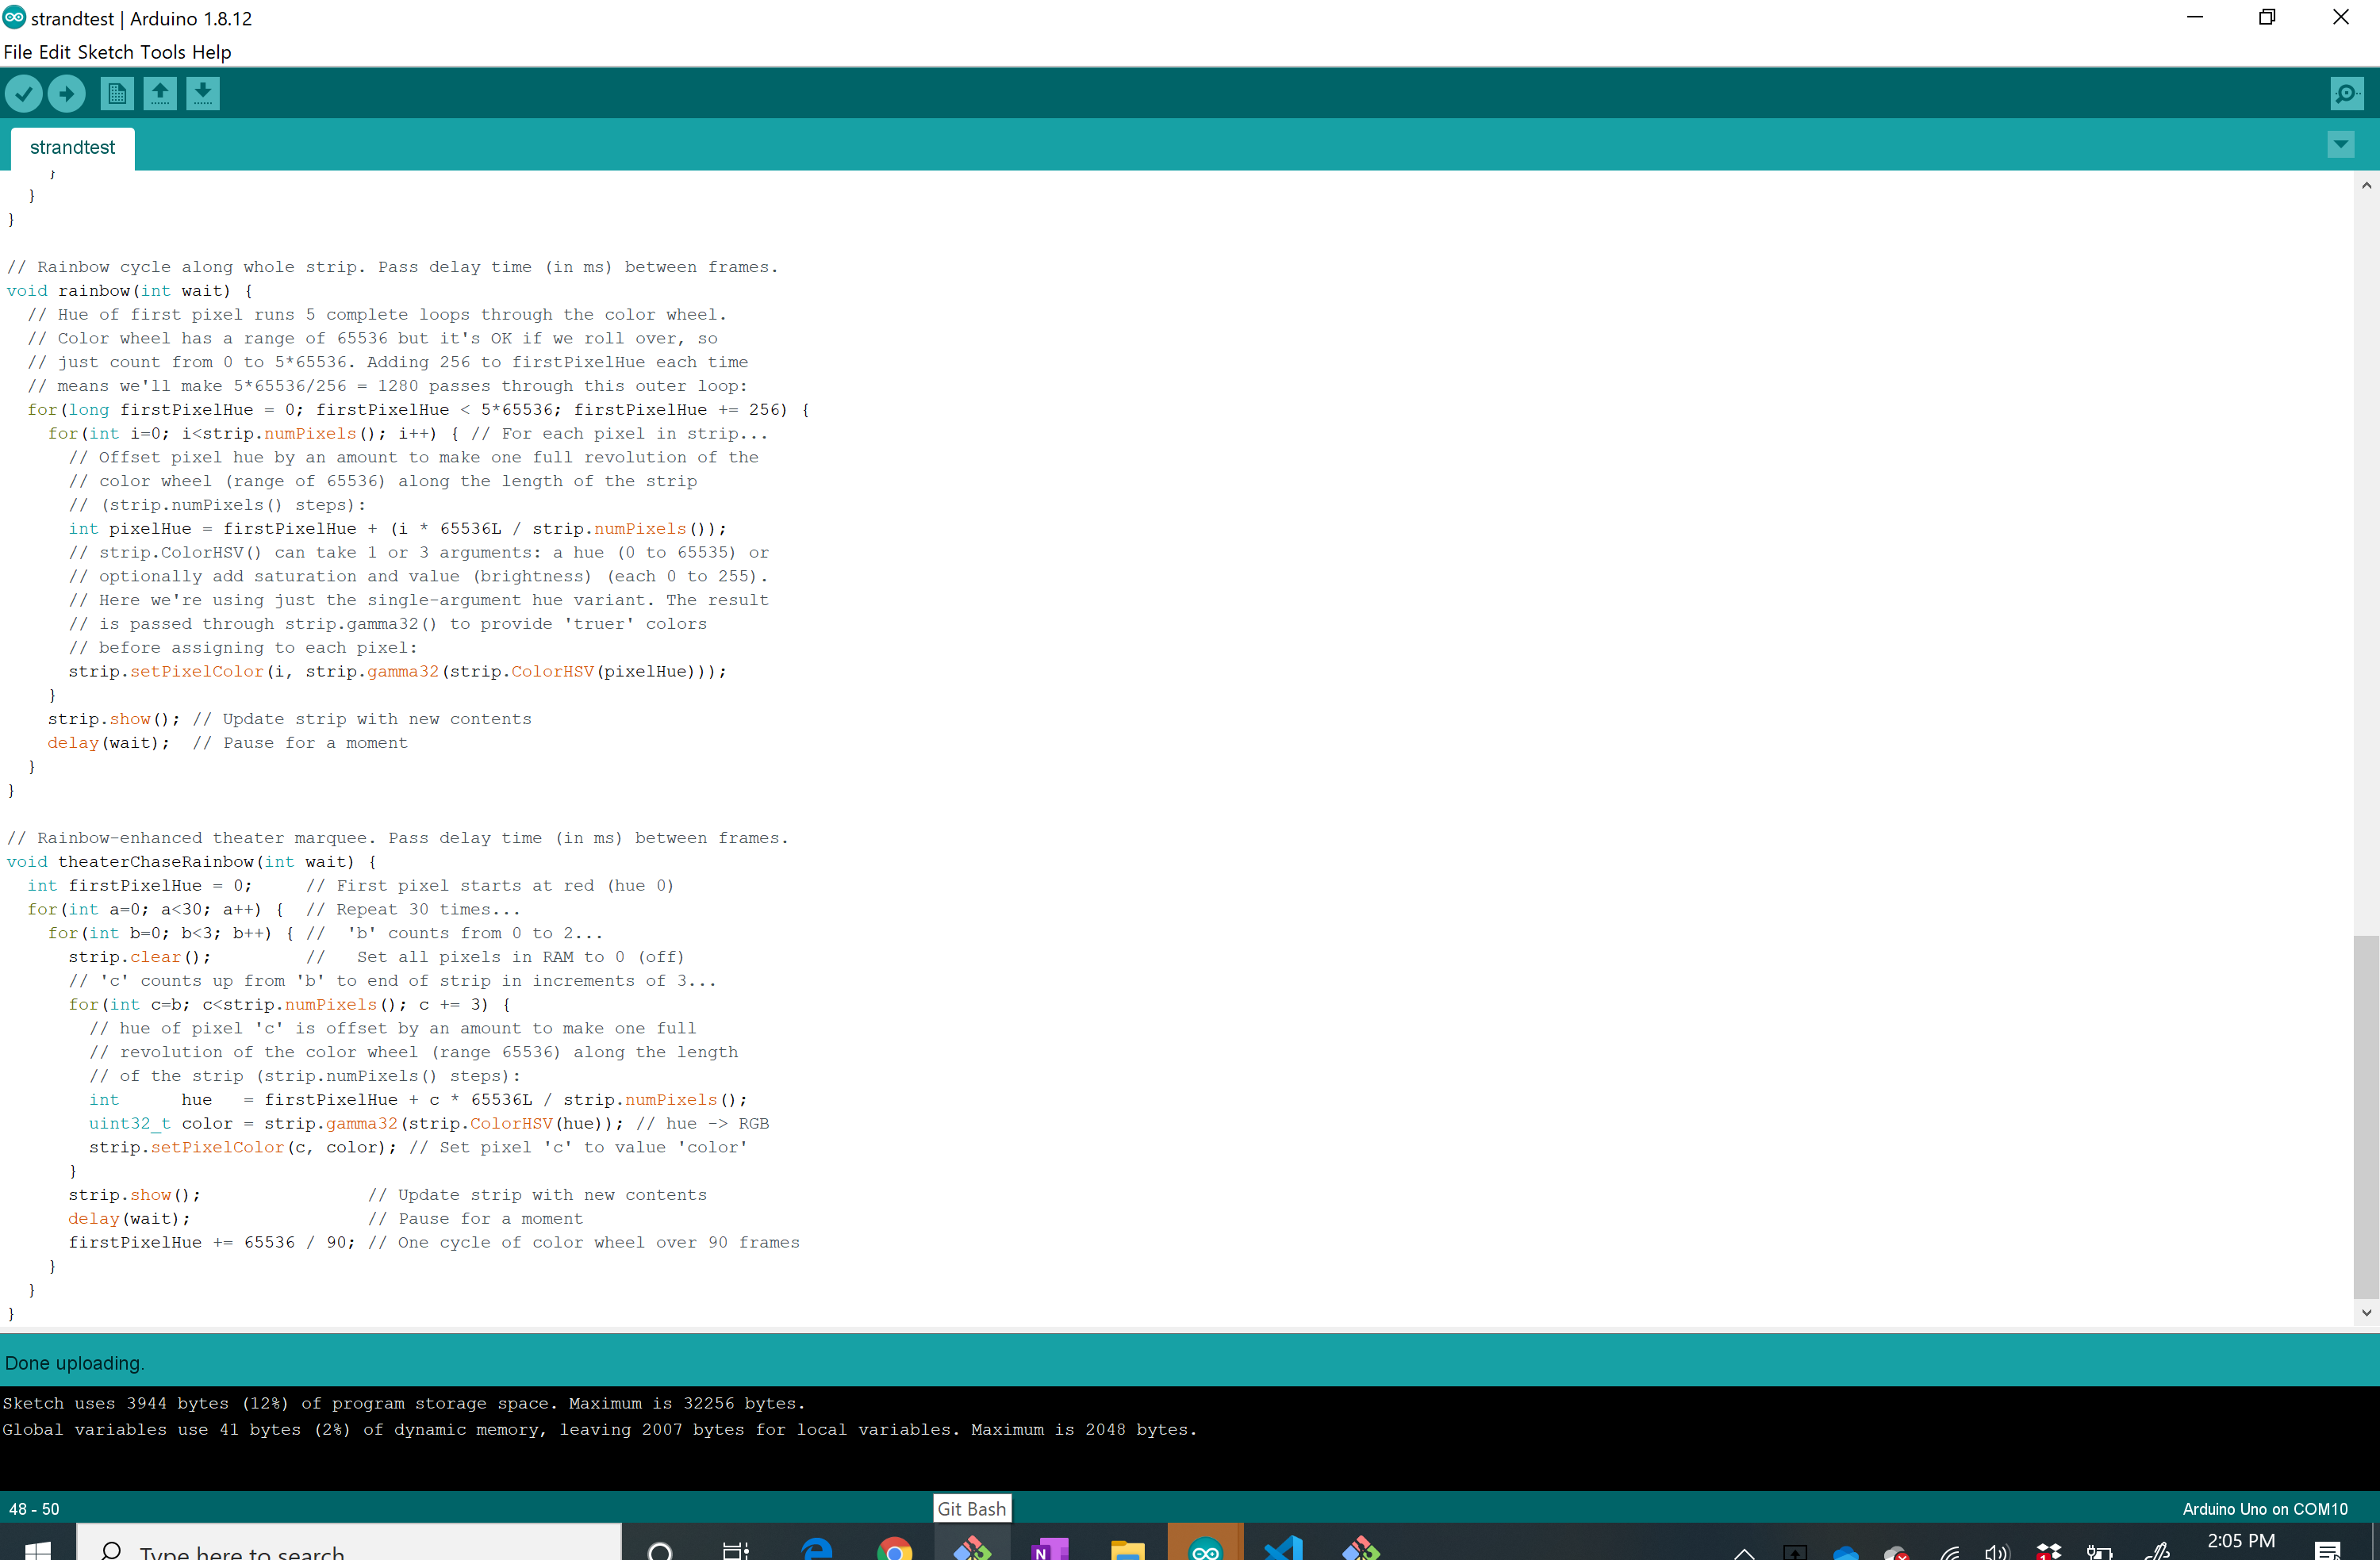 strandtest | Arduino 1.8.12
File Edit Sketch Tools Help
strandtest
}
}
}
// Rainbow cycle along whole strip. Pass delay time (in ms) between frames.
void rainbow(int wait) {
// Hue of first pixel runs 5 complete loops through the color wheel.
// Color wheel has a range of 65536 but it's OK if we roll over, so
// just count from 0 to 5*65536. Adding 256 to firstPixelHue each time
// means we'll make 5*65536/256 = 1280 passes through this outer loop:
for(long firstPixelHue = 0; firstPixelHue < 5*65536; firstPixelHue += 256) {
for(int i=0; i<strip.numPixels(); i++) { // For each pixel in strip...
// Offset pixel hue by an amount to make one full revolution of the
// color wheel (range of 65536) along the length of the strip
// (strip.numPixels() steps):
int pixelHue = firstPixelHue + (i * 65536L / strip.numPixels());
// strip.ColorHSV() can take 1 or 3 arguments: a hue (0 to 65535) or
// optionally add saturation and value (brightness) (each 0 to 255).
// Here we're using just the single-argument hue variant. The result
// is passed through strip.gamma32() to provide 'truer' colors
// before assigning to each pixel:
strip.setPixelColor(i, strip.gamma32(strip.ColorHSV(pixelHue)));
}
strip.show(); // Update strip with new contents
delay(wait);  // Pause for a moment
}
}
// Rainbow-enhanced theater marquee. Pass delay time (in ms) between frames.
void theaterChaseRainbow(int wait) {
int firstPixelHue = 0;     // First pixel starts at red (hue 0)
for(int a=0; a<30; a++) {  // Repeat 30 times...
for(int b=0; b<3; b++) { //  'b' counts from 0 to 2...
strip.clear();         //   Set all pixels in RAM to 0 (off)
// 'c' counts up from 'b' to end of strip in increments of 3...
for(int c=b; c<strip.numPixels(); c += 3) {
// hue of pixel 'c' is offset by an amount to make one full
// revolution of the color wheel (range 65536) along the length
// of the strip (strip.numPixels() steps):
int      hue   = firstPixelHue + c * 65536L / strip.numPixels();
uint32_t color = strip.gamma32(strip.ColorHSV(hue)); // hue -> RGB
strip.setPixelColor(c, color); // Set pixel 'c' to value 'color'
}
strip.show();                // Update strip with new contents
delay(wait);                 // Pause for a moment
firstPixelHue += 65536 / 90; // One cycle of color wheel over 90 frames
}
}
}
Done uploading.
Sketch uses 3944 bytes (12%) of program storage space. Maximum is 32256 bytes.
Global variables use 41 bytes (2%) of dynamic memory, leaving 2007 bytes for local variables. Maximum is 2048 bytes.
48 - 50
Git Bash
Arduino Uno on COM10
Type here to search
N
1
2:05 PM